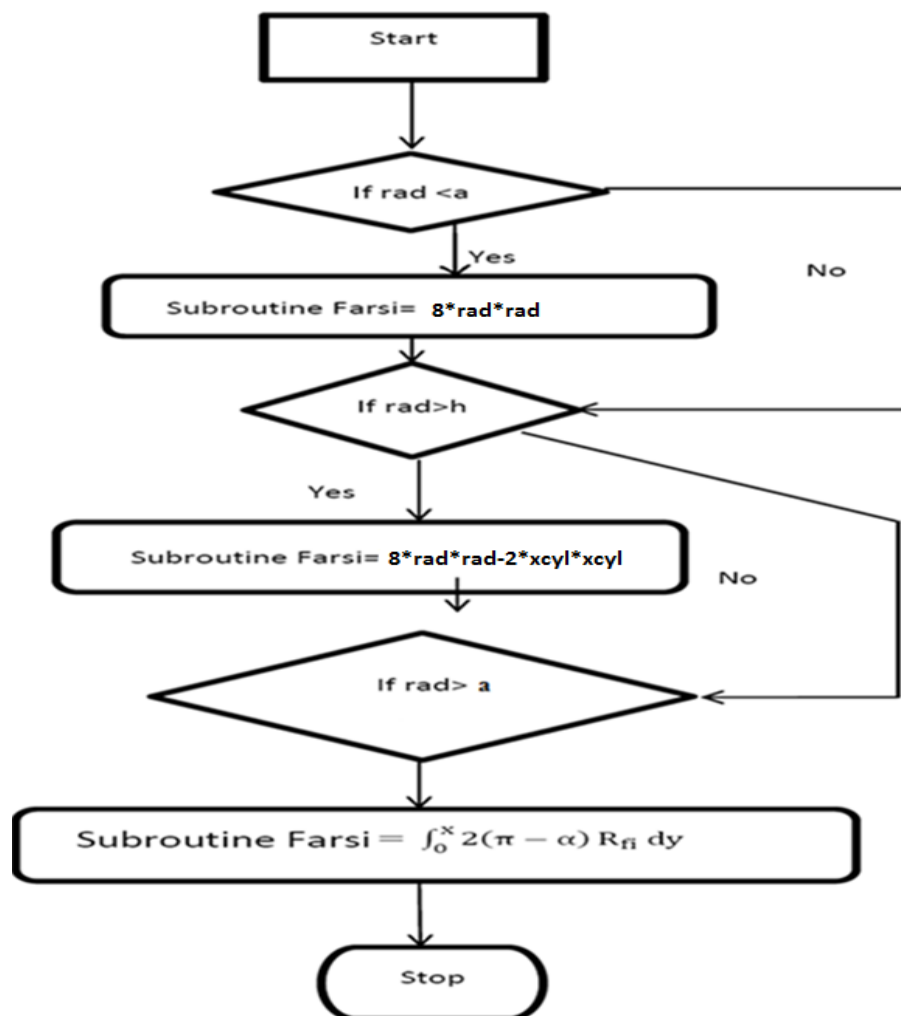 Start
If rad <a
Yes
No
Subroutine Farsi= 8*rad*rad
If rad>h
Yes
Subroutine Farsi= 8*rad*rad-2*xcyl*xcyl
No
If rad> a
Subroutine Farsi = ∫₀ˣ 2(π − α) R_fi dy
Stop